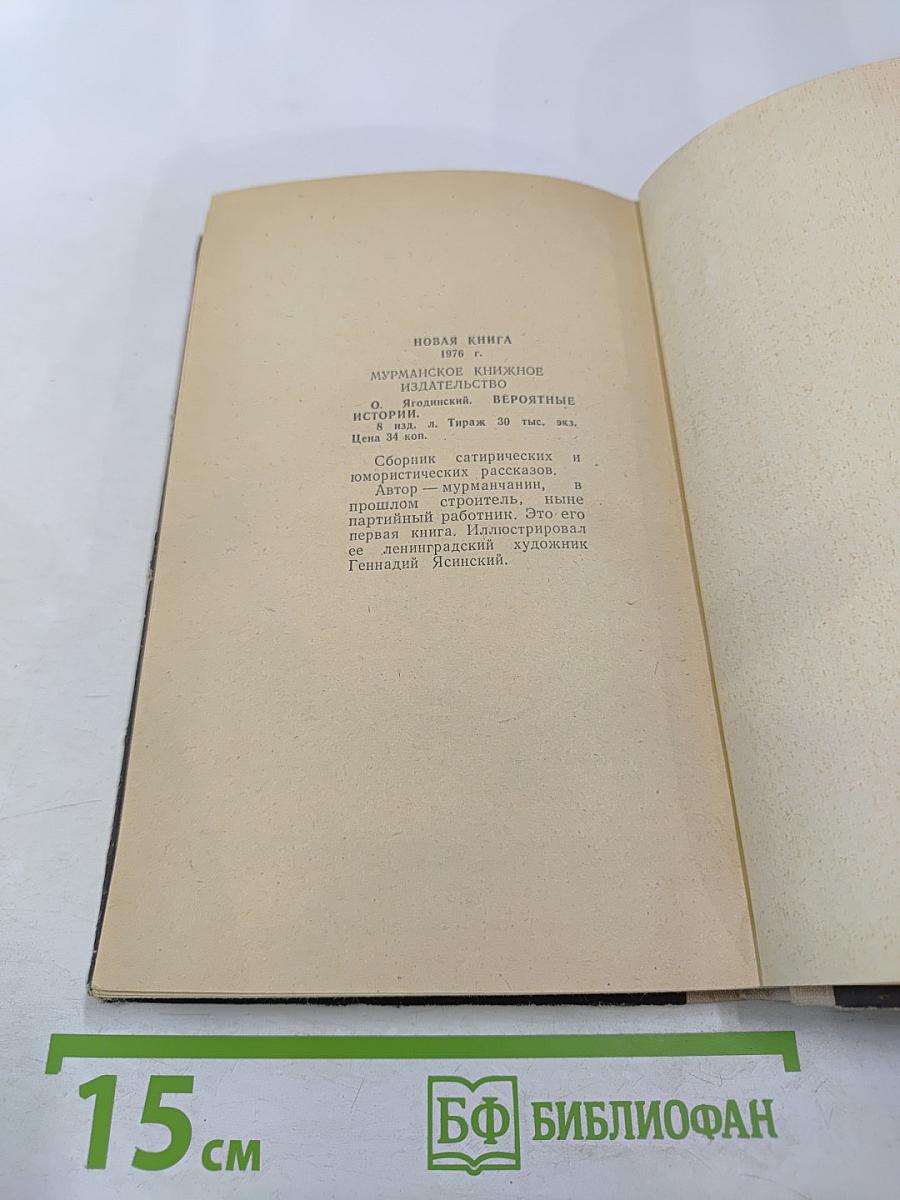 НОВАЯ КНИГА
1976 г.
МУРМАНСКОЕ КНИЖНОЕ
ИЗДАТЕЛЬСТВО
О. Ягодинский. ВЕРОЯТНЫЕ
ИСТОРИИ.
8 изд. л. Тираж 30 тыс. экз.
Цена 34 коп.
Сборник сатирических и
юмористических рассказов.
Автор — мурманчанин, в
прошлом строитель, ныне
партийный работник. Это его
первая книга. Иллюстрировал
ее ленинградский художник
Геннадий Ясинский.
15 см
БФ БИБЛИОФАН